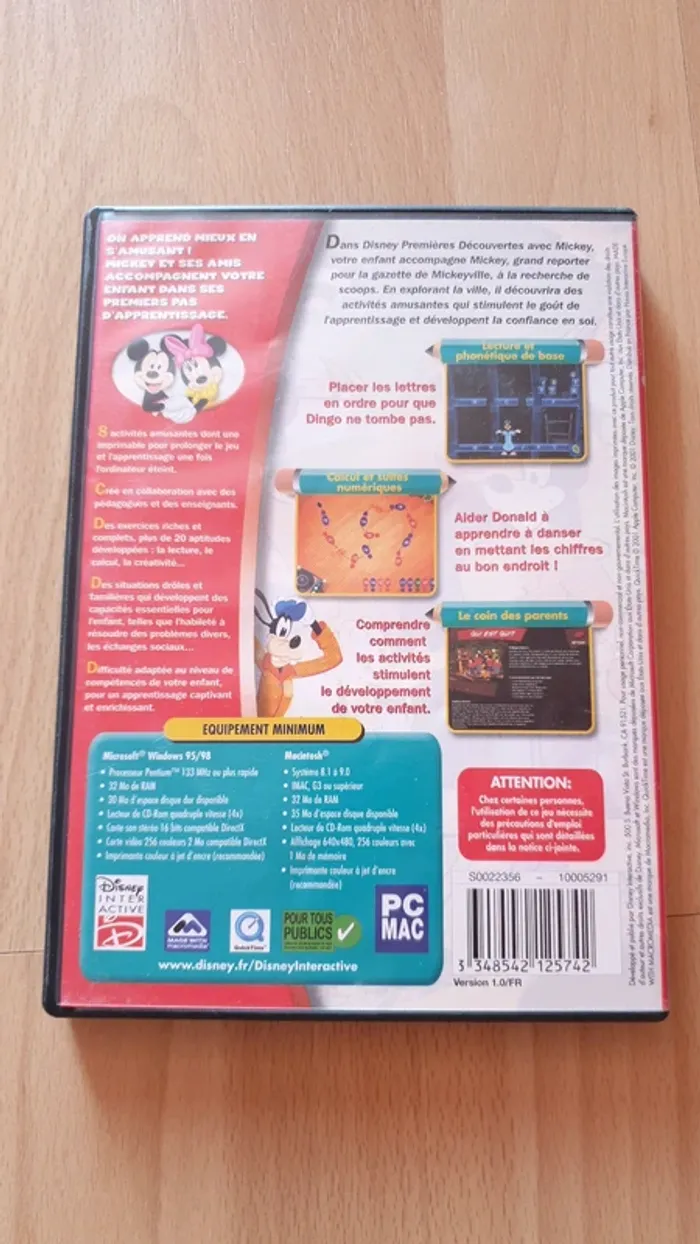 ON APPREND MIEUX EN
S'AMUSANT !
MICKEY ET SES AMIS
ACCOMPAGNENT VOTRE
ENFANT DANS SES
PREMIERS PAS
D'APPRENTISSAGE.
8 activités amusantes dont une
imprimable pour prolonger le jeu
et l'apprentissage une fois
l'ordinateur éteint.
Crée en collaboration avec des
pédagogues et des enseignants.
Des exercices riches et
complets, plus de 20 aptitudes
développées : la lecture, le
calcul, la créativité...
Des situations drôles et
familières qui développent des
capacités essentielles pour
l'enfant, telles que l'habileté à
résoudre des problèmes divers,
les échanges sociaux...
Difficulté adaptée au niveau de
compétences de votre enfant,
pour un apprentissage captivant
et enrichissant.
Dans Disney Premières Découvertes avec Mickey,
votre enfant accompagne Mickey, grand reporter
pour la gazette de Mickeyville, à la recherche de
scoops. En explorant la ville, il découvrira des
activités amusantes qui stimulent le goût de
l'apprentissage et développent la confiance en soi.
Lecture et
phonétique de base
Placer les lettres
en ordre pour que
Dingo ne tombe pas.
Calcul et suites
numériques
Aider Donald à
apprendre à danser
en mettant les chiffres
au bon endroit !
Le coin des parents
QUI EST QUI?
Comprendre
comment
les activités
stimulent
le développement
de votre enfant.
EQUIPEMENT MINIMUM
Microsoft® Windows 95/98
• Processeur Pentium™ 133 MHz ou plus rapide
• 32 Mo de RAM
• 30 Mo d'espace disque dur disponible
• Lecteur de CD-Rom quadruple vitesse (4x)
• Carte son stéréo 16 bits compatible DirectX
• Carte vidéo 256 couleurs 2 Mo compatible DirectX
• Imprimante couleur à jet d'encre (recommandée)
Macintosh®
• Système 8.1 à 9.0
• IMAC, G3 ou supérieur
• 32 Mo de RAM
• 35 Mo d'espace disque disponible
• Lecteur de CD-Rom quadruple vitesse (4x)
• Affichage 640x480, 256 couleurs avec
1 Mo de mémoire
• Imprimante couleur à jet d'encre
(recommandée)
DISNEY
INTER
ACTIVE
MADE WITH
macromedia
QuickTime™
POUR TOUS
PUBLICS
PC
MAC
www.disney.fr/DisneyInteractive
ATTENTION:
Chez certaines personnes,
l'utilisation de ce jeu nécessite
des précautions d'emploi
particulières qui sont détaillées
dans la notice ci-jointe.
S0022356 – 10005291
3 348542 125742
Version 1.0/FR